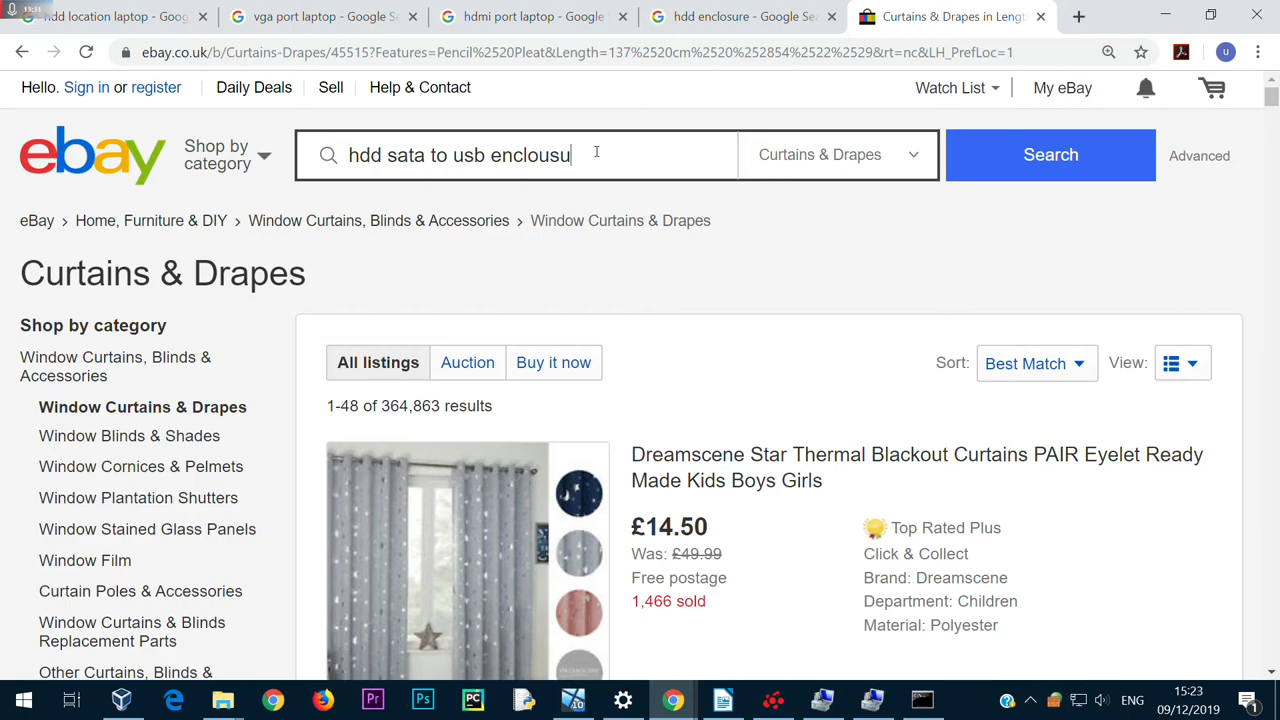 hdd location laptop - Goog
vga port laptop - Google Se
hdmi port laptop - Google
hdd enclosure - Google Sea
Curtains & Drapes in Length
ebay.co.uk/b/Curtains-Drapes/45515?Features=Pencil%2520Pleat&Length=137%2520cm%2520%252854%2522%2529&rt=nc&LH_PrefLoc=1
Hello. Sign in or register
Daily Deals
Sell
Help & Contact
Watch List
My eBay
ebay
Shop by category
hdd sata to usb enclousu
Curtains & Drapes
Search
Advanced
eBay > Home, Furniture & DIY > Window Curtains, Blinds & Accessories > Window Curtains & Drapes
Curtains & Drapes
Shop by category
Window Curtains, Blinds &
Accessories
Window Curtains & Drapes
Window Blinds & Shades
Window Cornices & Pelmets
Window Plantation Shutters
Window Stained Glass Panels
Window Film
Curtain Poles & Accessories
Window Curtains & Blinds
Replacement Parts
Other Curtains, Blinds &
All listings
Auction
Buy it now
Sort:
Best Match
View:
1-48 of 364,863 results
Dreamscene Star Thermal Blackout Curtains PAIR Eyelet Ready
Made Kids Boys Girls
£14.50
Was: £49.99
Free postage
1,466 sold
Top Rated Plus
Click & Collect
Brand: Dreamscene
Department: Children
Material: Polyester
ENG
15:23
09/12/2019